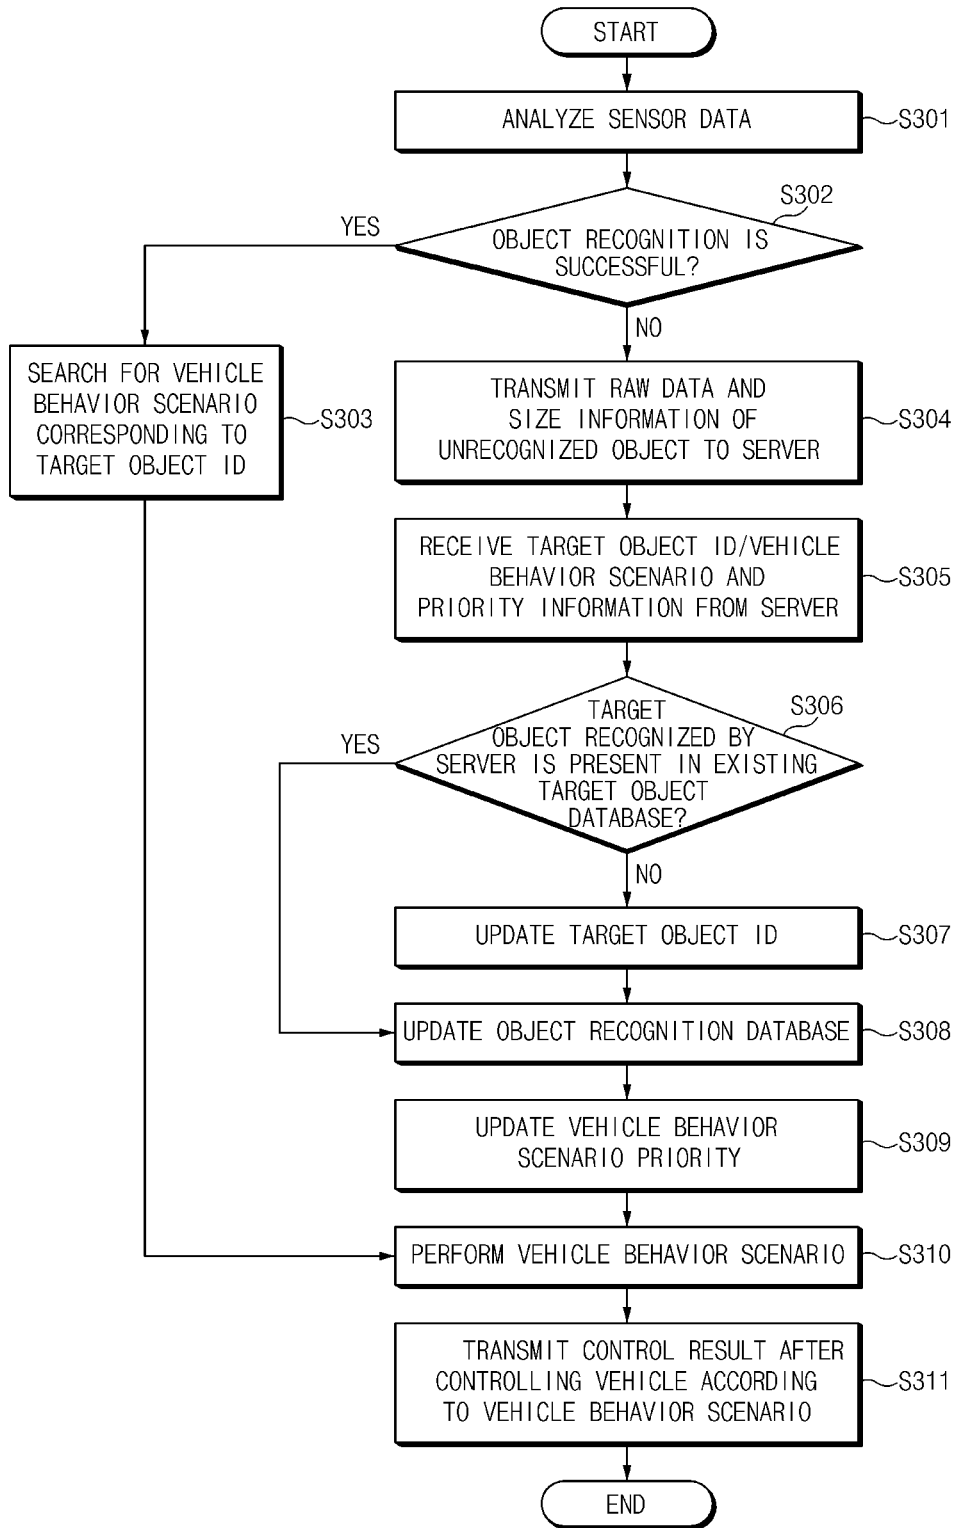 START
ANALYZE SENSOR DATA
S301
S302
YES
OBJECT RECOGNITION IS
SUCCESSFUL?
NO
SEARCH FOR VEHICLE
BEHAVIOR SCENARIO
CORRESPONDING TO
TARGET OBJECT ID
S303
TRANSMIT RAW DATA AND
SIZE INFORMATION OF
UNRECOGNIZED OBJECT TO SERVER
S304
RECEIVE TARGET OBJECT ID/VEHICLE
BEHAVIOR SCENARIO AND
PRIORITY INFORMATION FROM SERVER
S305
S306
YES
TARGET
OBJECT RECOGNIZED BY
SERVER IS PRESENT IN EXISTING
TARGET OBJECT
DATABASE?
NO
UPDATE TARGET OBJECT ID
S307
UPDATE OBJECT RECOGNITION DATABASE
S308
UPDATE VEHICLE BEHAVIOR
SCENARIO PRIORITY
S309
PERFORM VEHICLE BEHAVIOR SCENARIO
S310
TRANSMIT CONTROL RESULT AFTER
CONTROLLING VEHICLE ACCORDING
TO VEHICLE BEHAVIOR SCENARIO
S311
END